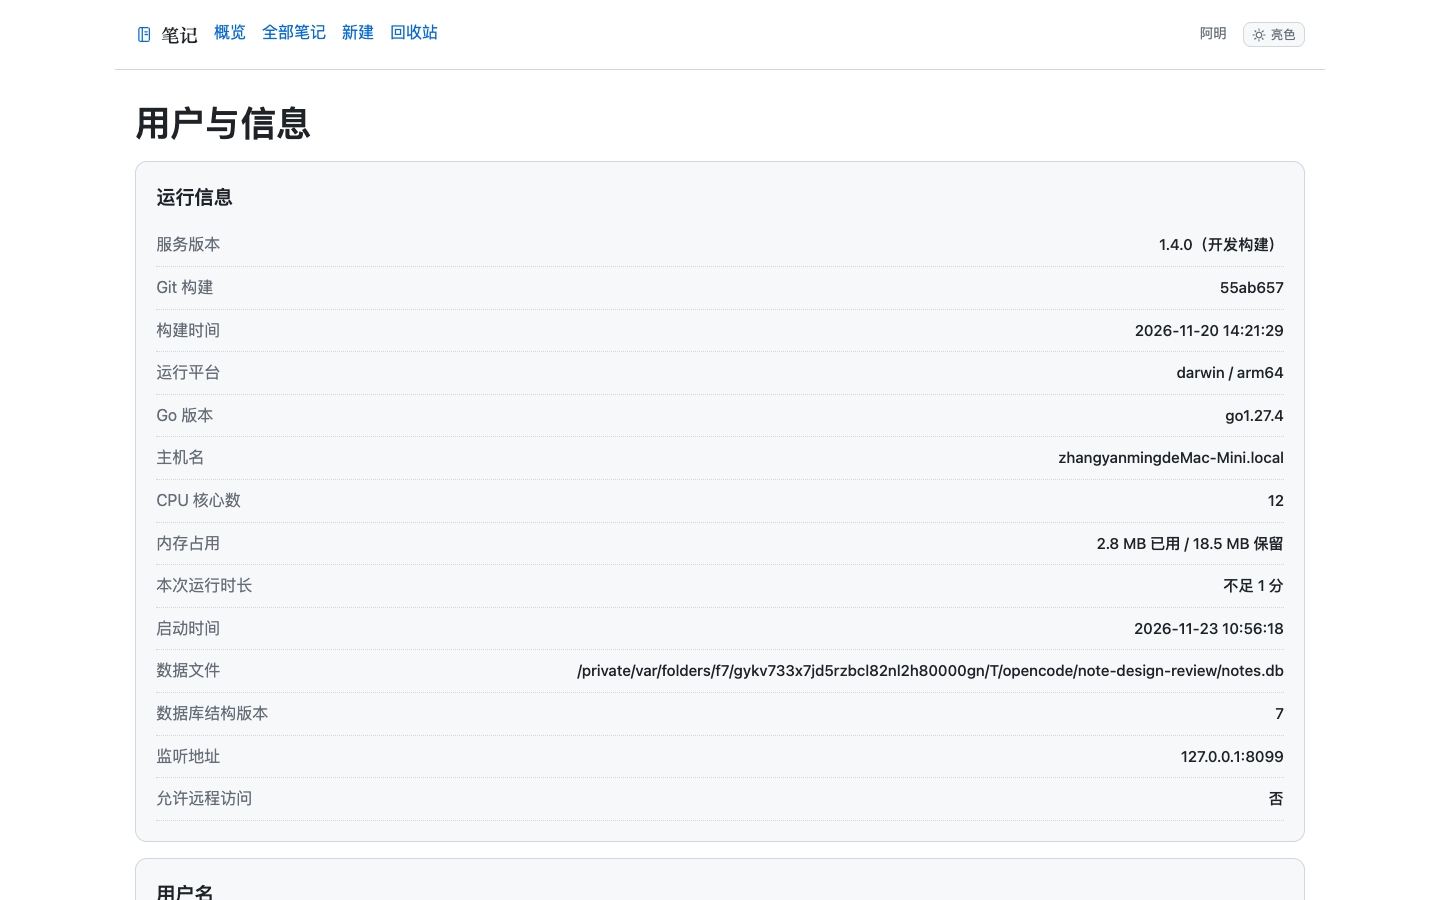 笔记 概览 全部笔记 新建 回收站 阿明 亮色
用户与信息
运行信息
服务版本 1.4.0（开发构建）
Git 构建 55ab657
构建时间 2026-11-20 14:21:29
运行平台 darwin / arm64
Go 版本 go1.27.4
主机名 zhangyanmingdeMac-Mini.local
CPU 核心数 12
内存占用 2.8 MB 已用 / 18.5 MB 保留
本次运行时长 不足 1 分
启动时间 2026-11-23 10:56:18
数据文件 /private/var/folders/f7/gykv733x7jd5rzbcl82nl2h80000gn/T/opencode/note-design-review/notes.db
数据库结构版本 7
监听地址 127.0.0.1:8099
允许远程访问 否
用户名